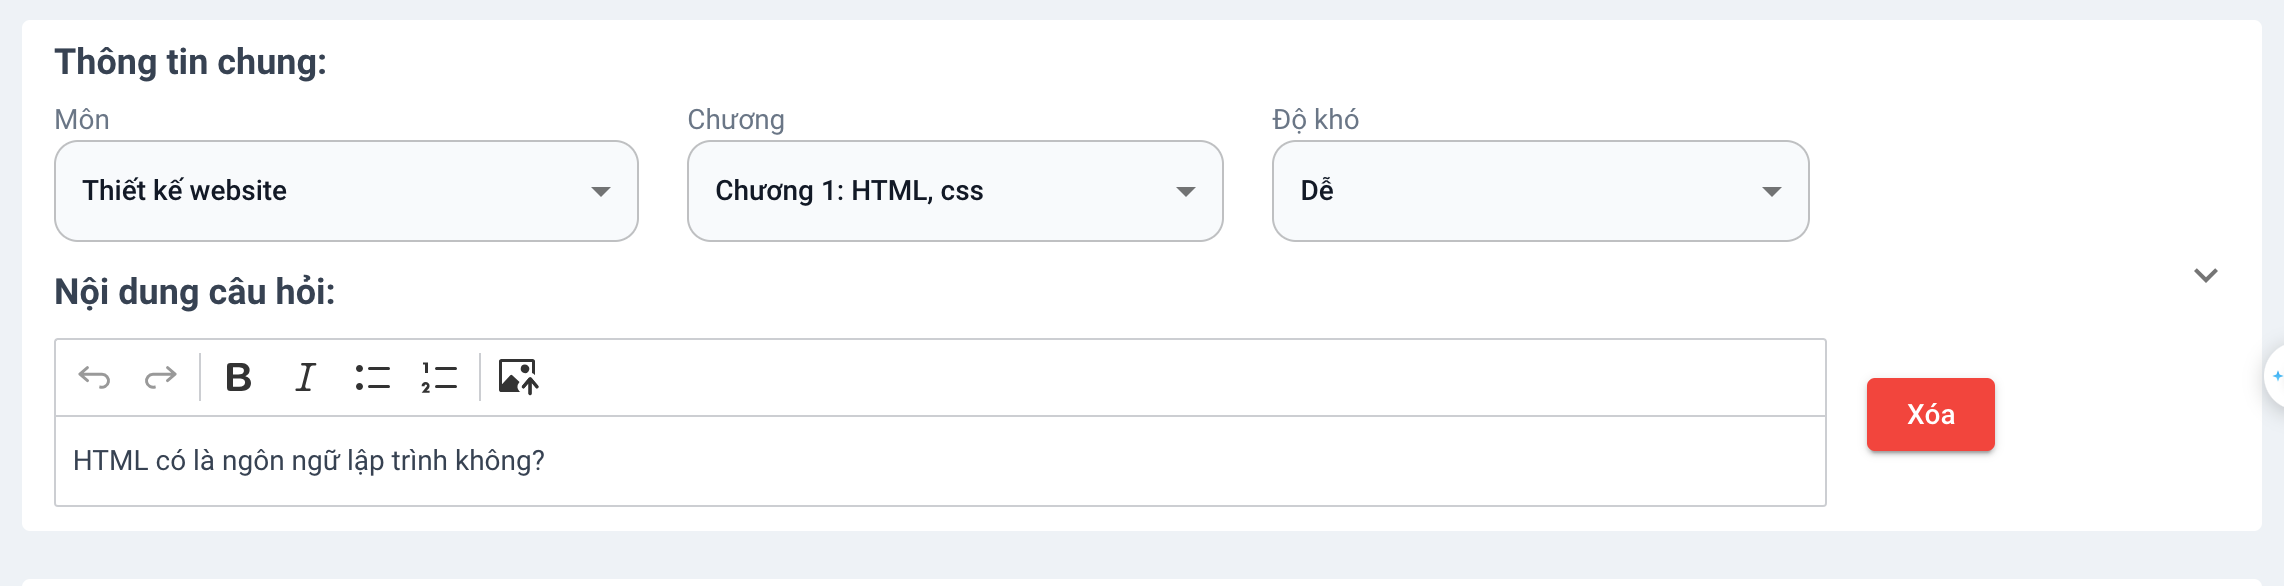 Thông tin chung:
Môn
Chương
Độ khó
Thiết kế website
Chương 1: HTML, css
Dễ
Nội dung câu hỏi:
B I
HTML có là ngôn ngữ lập trình không?
Xóa